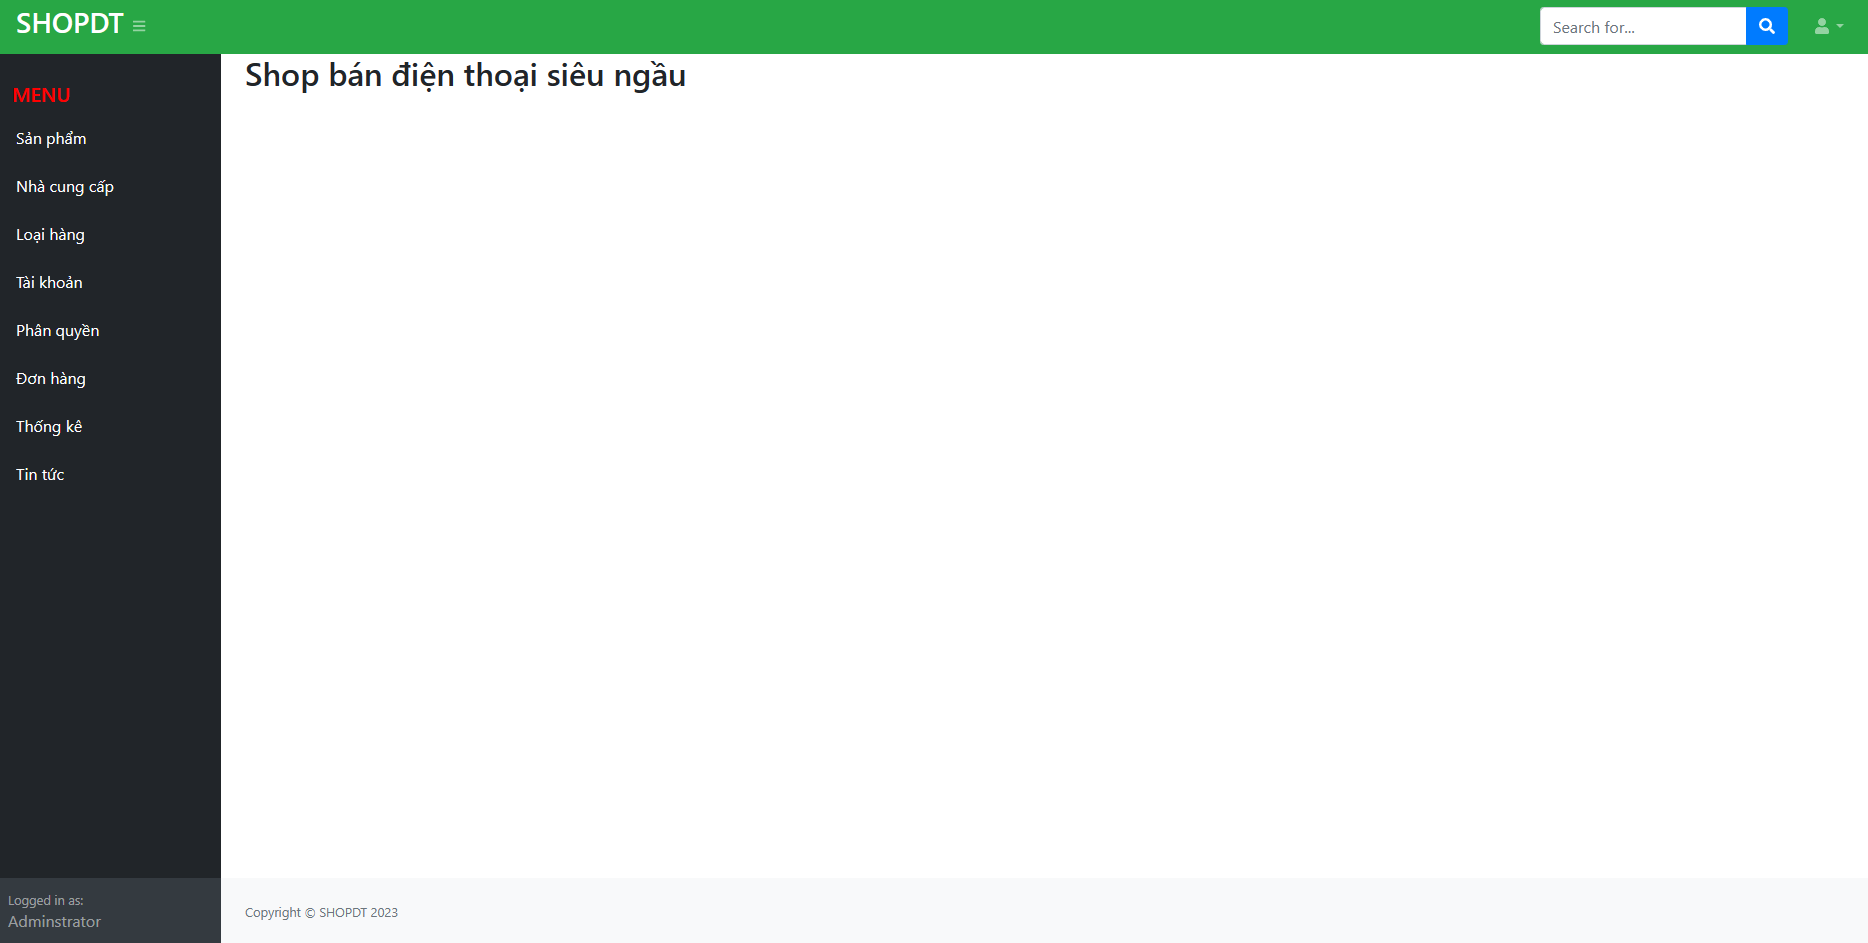 SHOPDT
Search for...
MENU
Sản phẩm
Nhà cung cấp
Loại hàng
Tài khoản
Phân quyền
Đơn hàng
Thống kê
Tin tức
Logged in as:
Adminstrator
Shop bán điện thoại siêu ngầu
Copyright © SHOPDT 2023